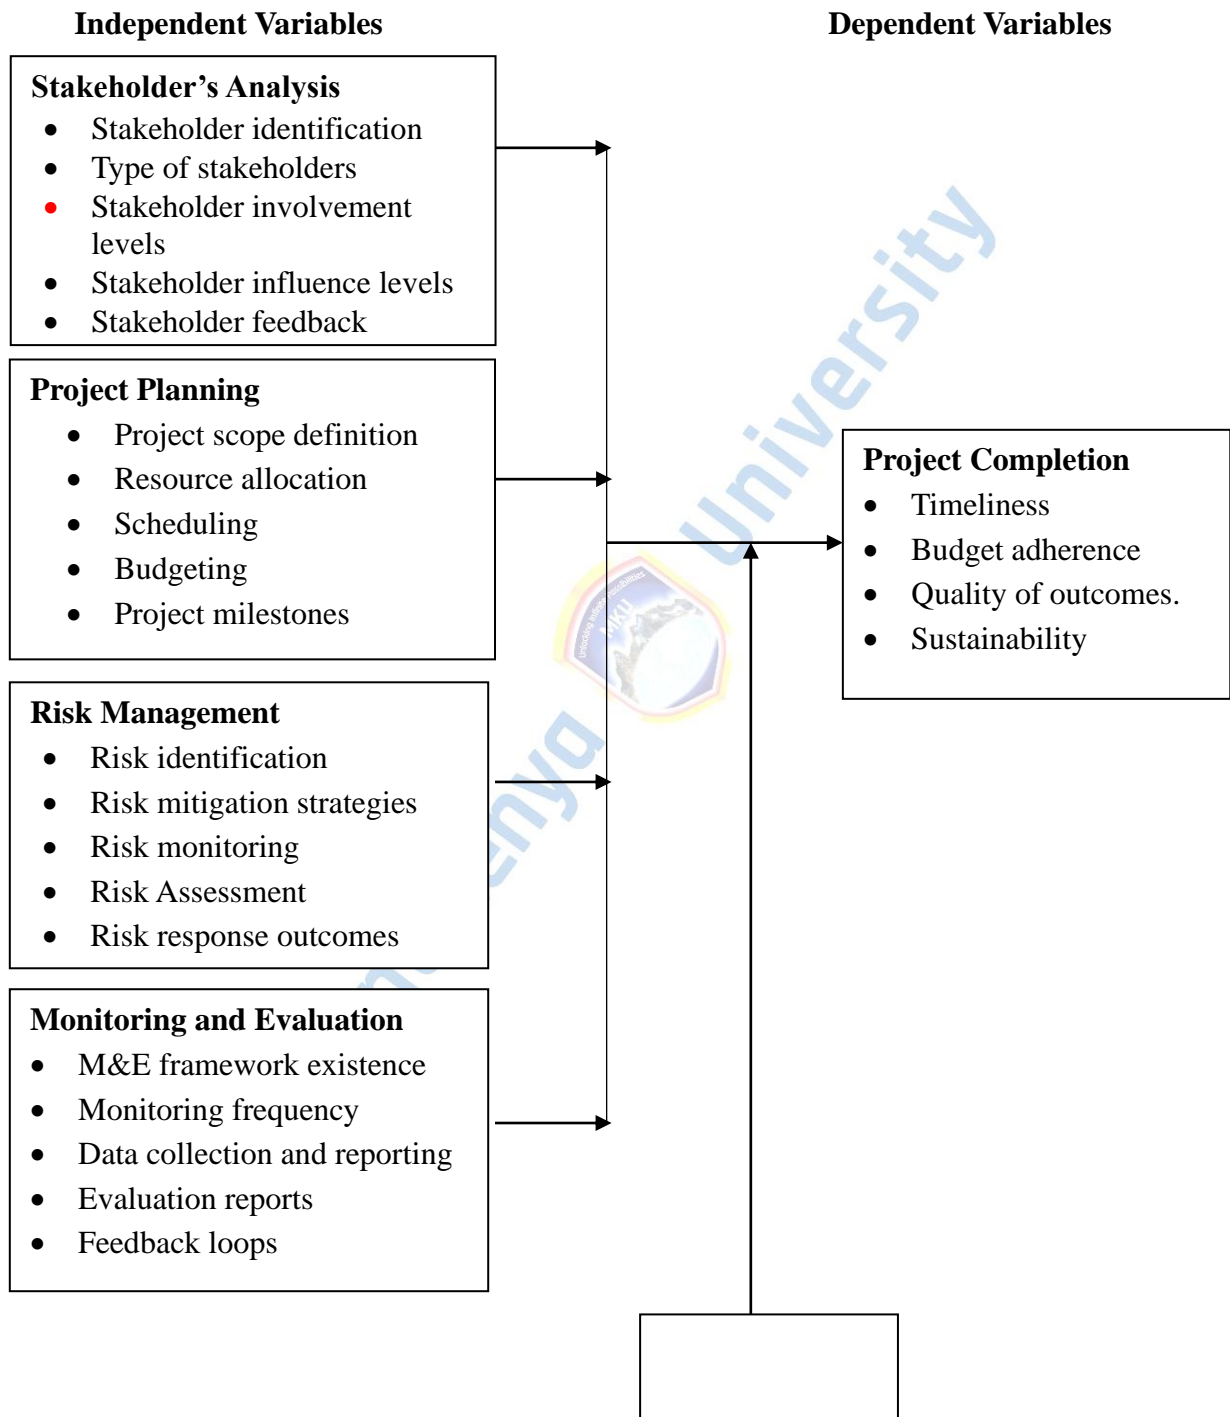 Independent Variables
Dependent Variables
Stakeholder’s Analysis
• Stakeholder identification
• Type of stakeholders
• Stakeholder involvement
levels
• Stakeholder influence levels
• Stakeholder feedback
Project Planning
• Project scope definition
• Resource allocation
• Scheduling
• Budgeting
• Project milestones
Risk Management
• Risk identification
• Risk mitigation strategies
• Risk monitoring
• Risk Assessment
• Risk response outcomes
Monitoring and Evaluation
• M&E framework existence
• Monitoring frequency
• Data collection and reporting
• Evaluation reports
• Feedback loops
Project Completion
• Timeliness
• Budget adherence
• Quality of outcomes.
• Sustainability
University
MKU